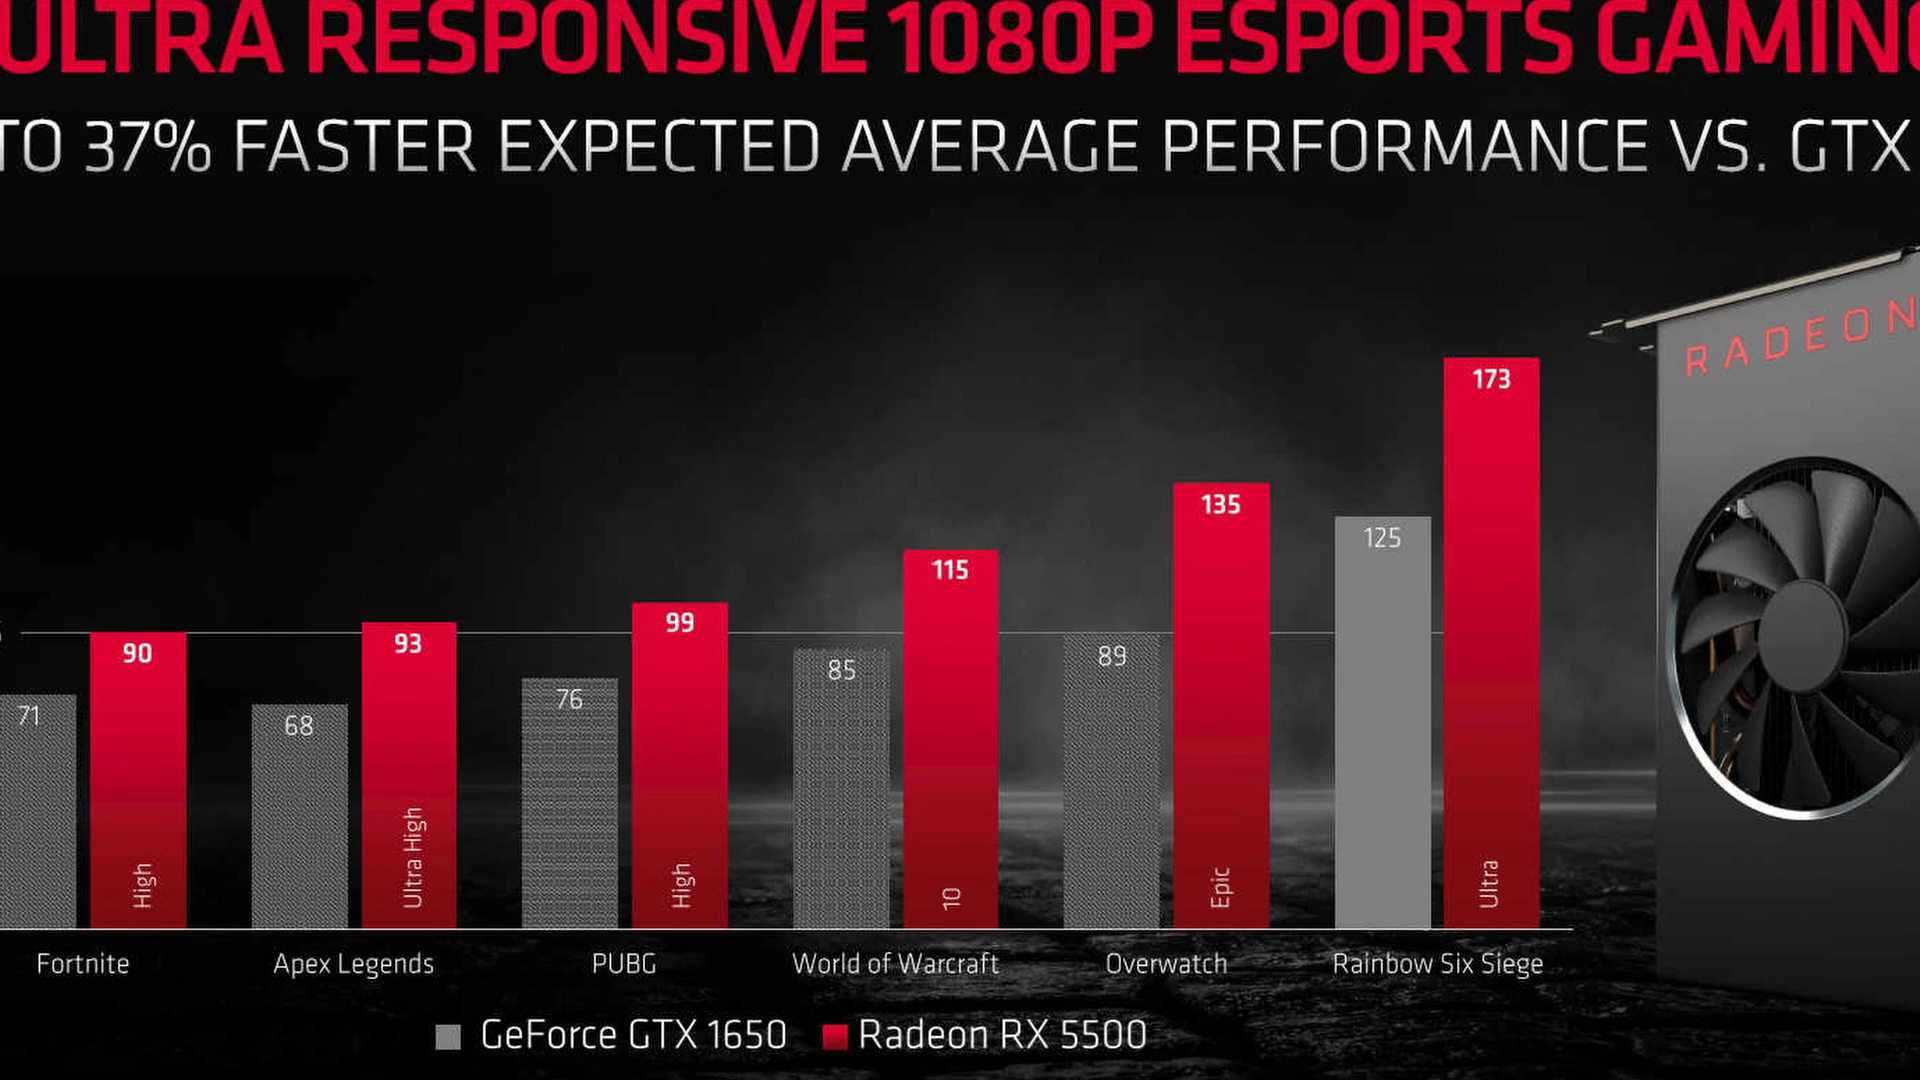 ULTRA RESPONSIVE 1080P ESPORTS GAMING
TO 37% FASTER EXPECTED AVERAGE PERFORMANCE VS. GTX
RADEON
173
135
125
115
99
90
93
85
89
76
71
68
High
Ultra High
High
10
Epic
Ultra
Fortnite
Apex Legends
PUBG
World of Warcraft
Overwatch
Rainbow Six Siege
GeForce GTX 1650
Radeon RX 5500